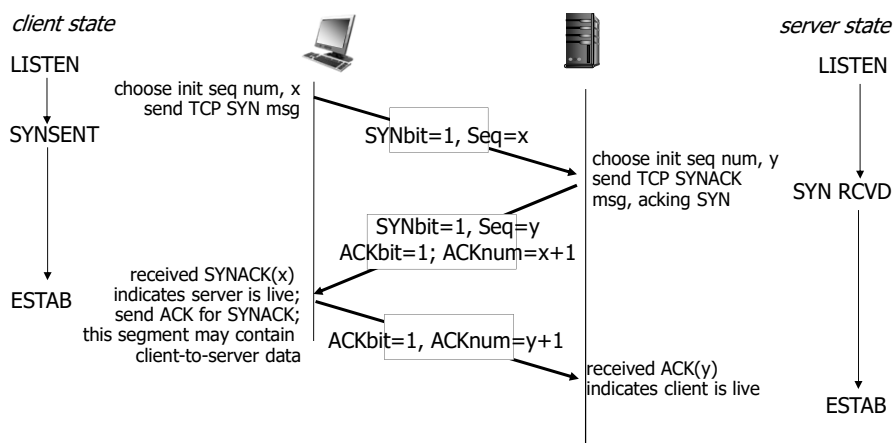 client state
server state
LISTEN
LISTEN
choose init seq num, x
send TCP SYN msg
SYNSENT
SYNbit=1, Seq=x
choose init seq num, y
send TCP SYNACK
msg, acking SYN
SYN RCVD
SYNbit=1, Seq=y
ACKbit=1; ACKnum=x+1
received SYNACK(x)
indicates server is live;
send ACK for SYNACK;
this segment may contain
client-to-server data
ESTAB
ACKbit=1, ACKnum=y+1
received ACK(y)
indicates client is live
ESTAB